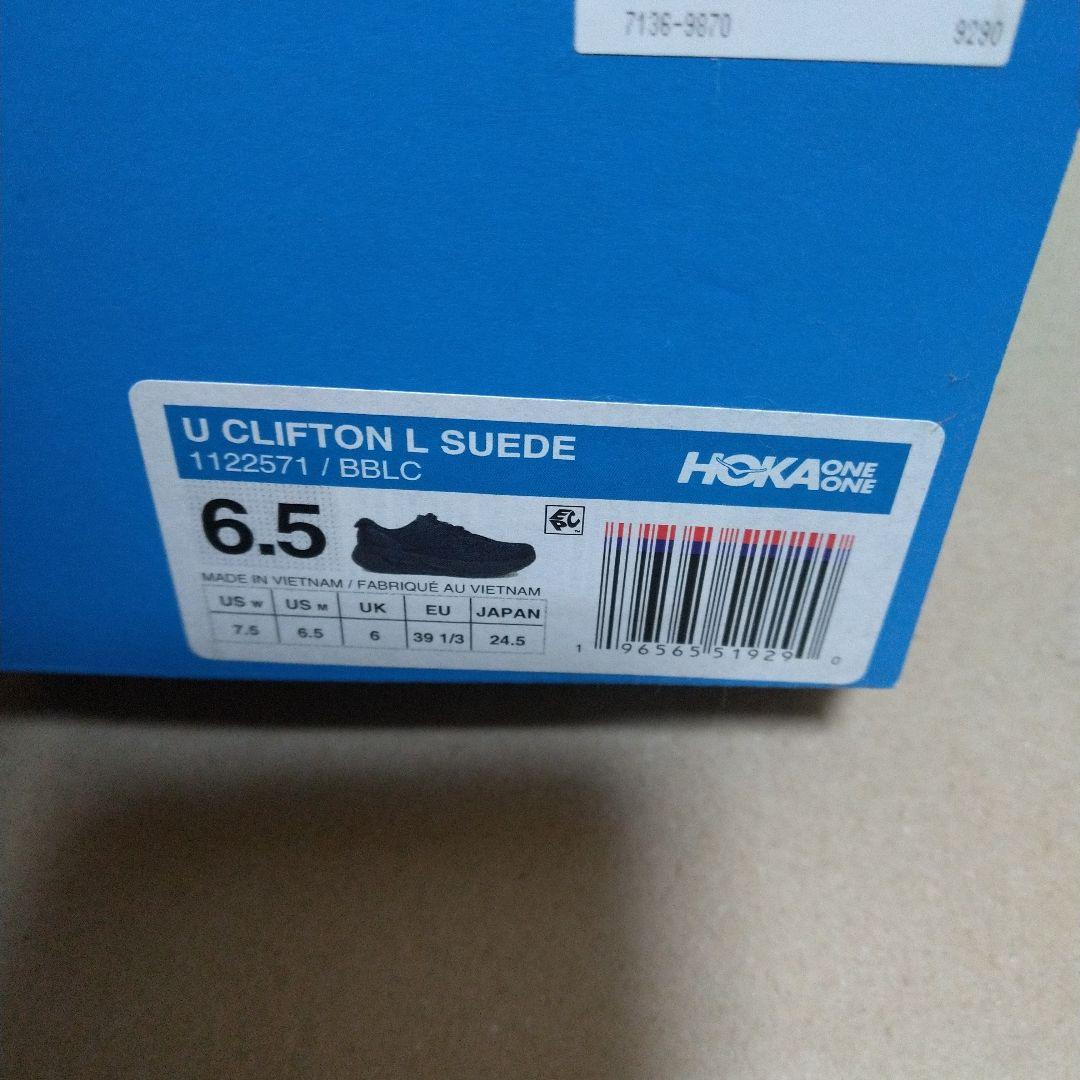 7136-9870 9290
U CLIFTON L SUEDE
1122571 / BBLC
HOKA ONE ONE
6.5
EPC
MADE IN VIETNAM / FABRIQUÉ AU VIETNAM
US W US M UK EU JAPAN
7.5 6.5 6 39 1/3 24.5
1 96565 51929 0